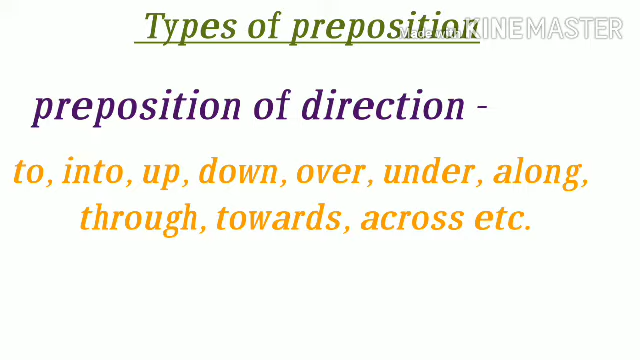 Types of preposition
Made with KINEMASTER
preposition of direction -
to, into, up, down, over, under, along,
through, towards, across etc.